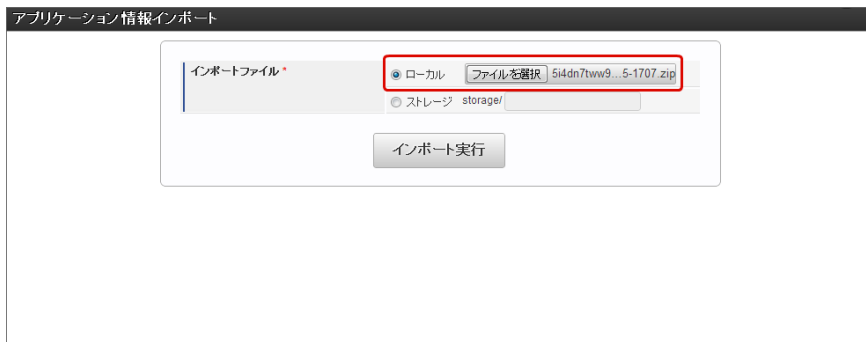 アプリケーション情報インポート
インポートファイル * ローカル ファイルを選択 5i4dn7tww9...5-1707.zip
ストレージ storage/
インポート実行